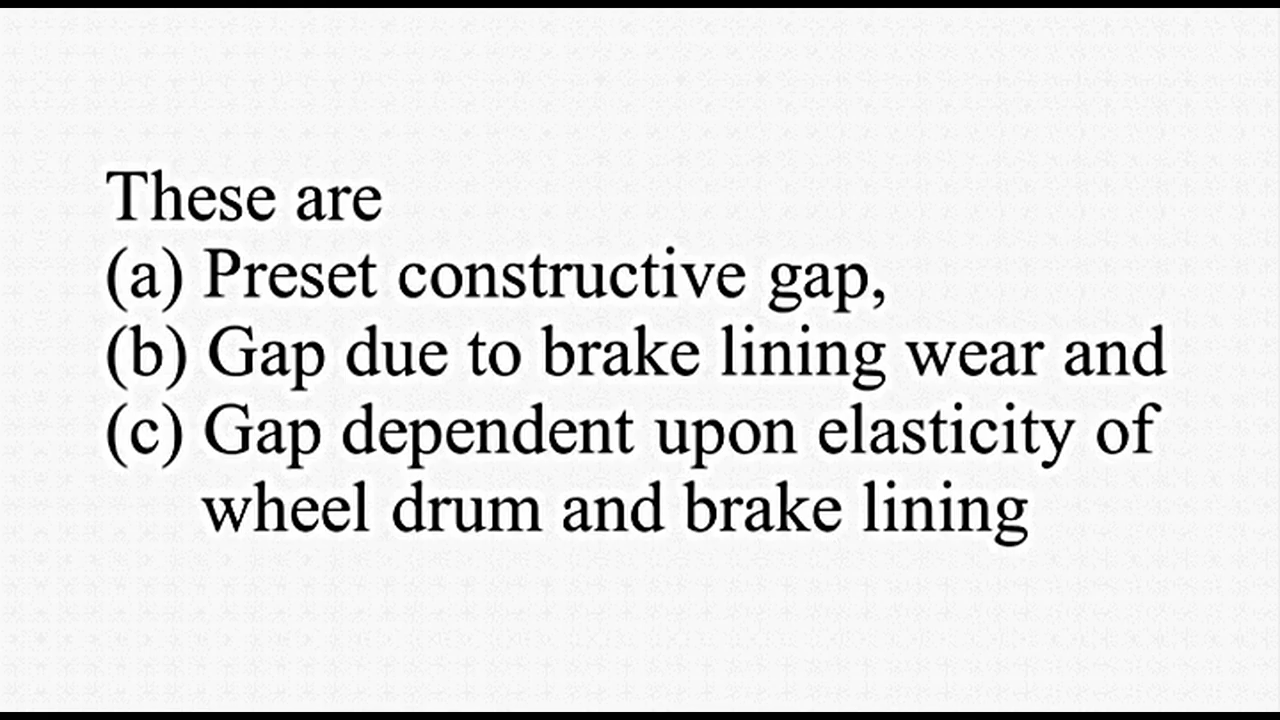 These are
(a) Preset constructive gap,
(b) Gap due to brake lining wear and
(c) Gap dependent upon elasticity of
wheel drum and brake lining